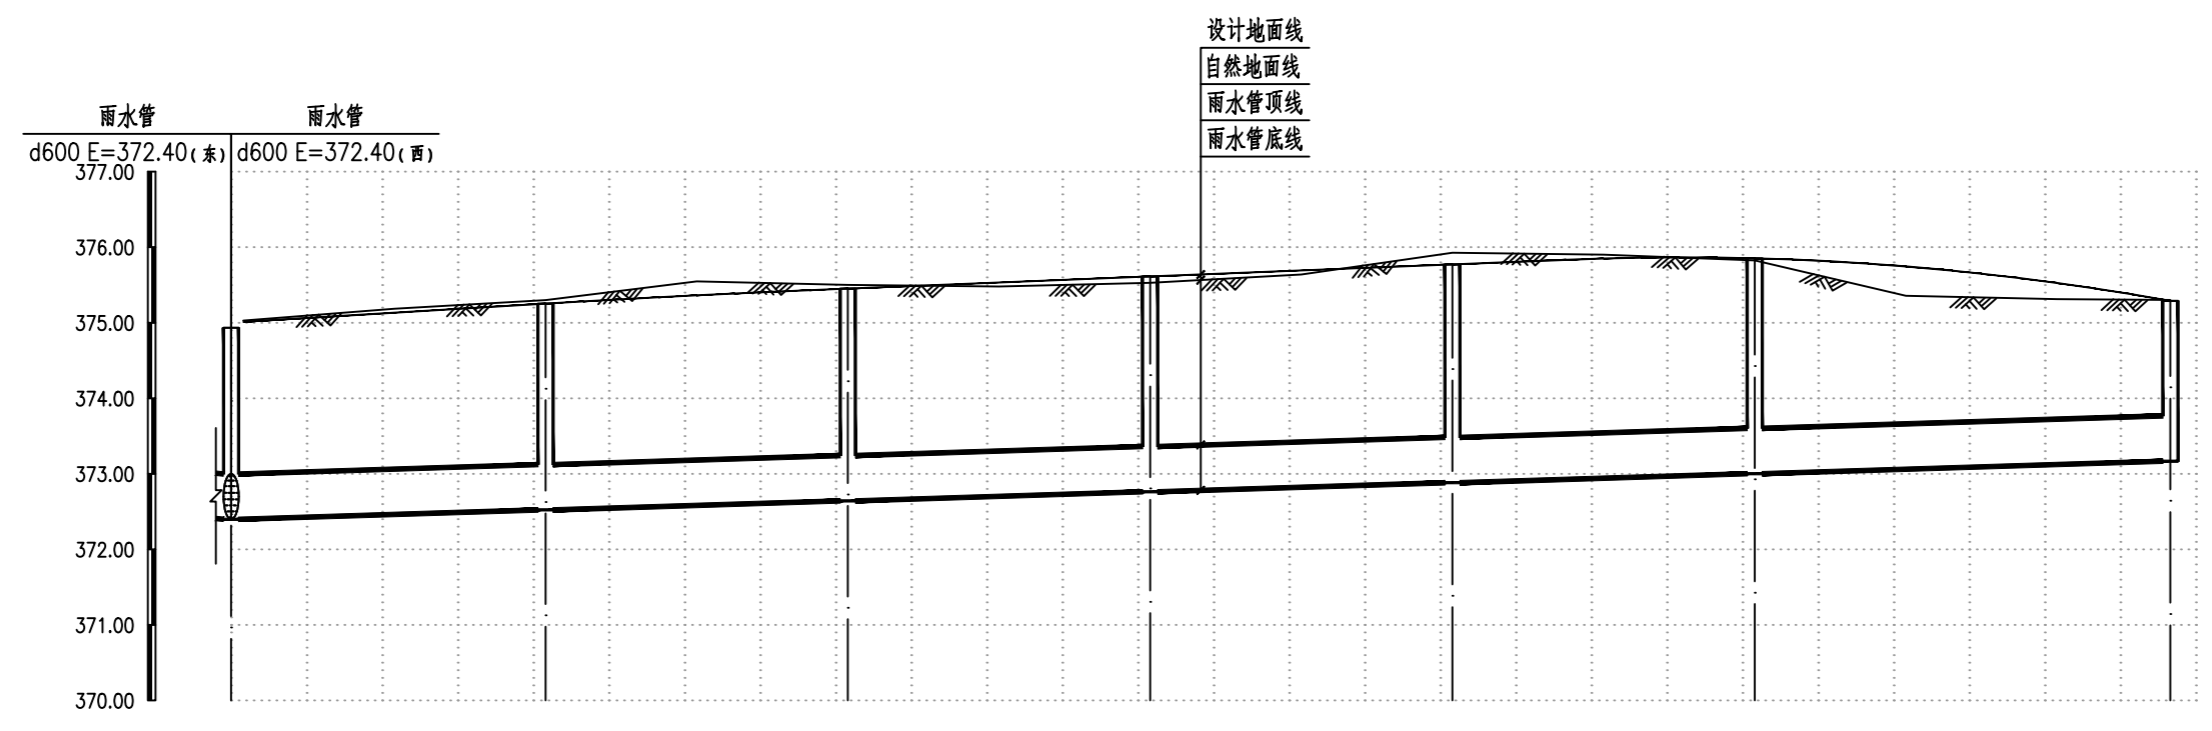 设计地面线
自然地面线
雨水管顶线
雨水管底线
雨水管 雨水管
d600 E=372.40(东) d600 E=372.40(西)
377.00
376.00
375.00
374.00
373.00
372.00
371.00
370.00